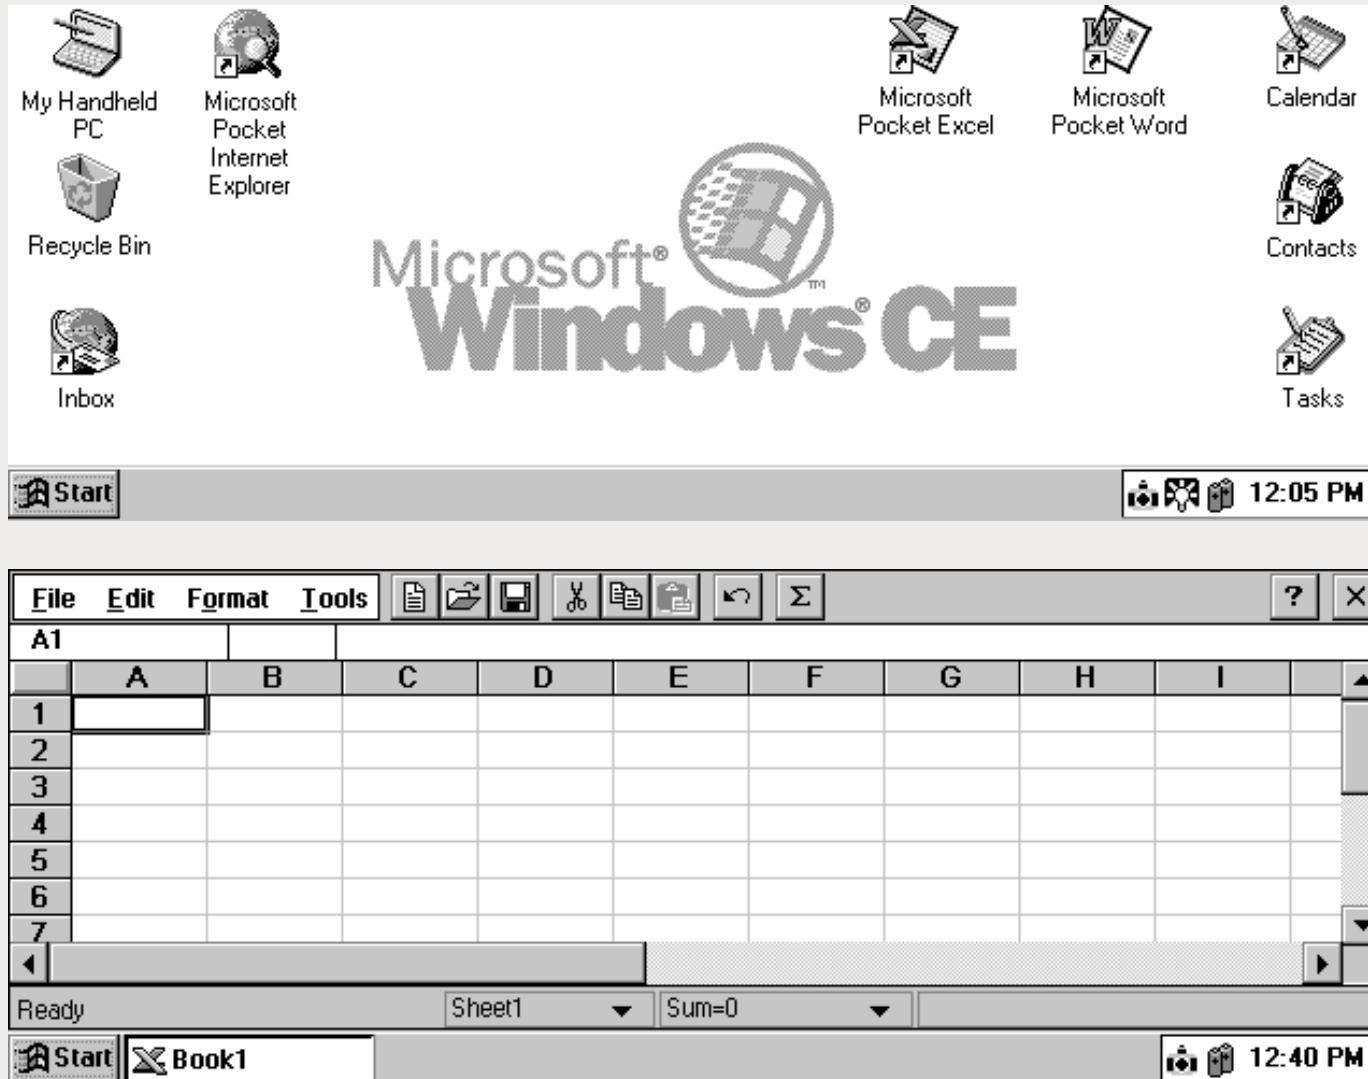 My Handheld
PC
Microsoft
Pocket
Internet
Explorer
Microsoft
Pocket Excel
Microsoft
Pocket Word
Calendar
Recycle Bin
Contacts
Microsoft®
Windows® CE
TM
Inbox
Tasks
Start
12:05 PM
File Edit Format Tools Σ ? ×
A1
A B C D E F G H I
1
2
3
4
5
6
7
Ready Sheet1 Sum=0
Start Book1 12:40 PM